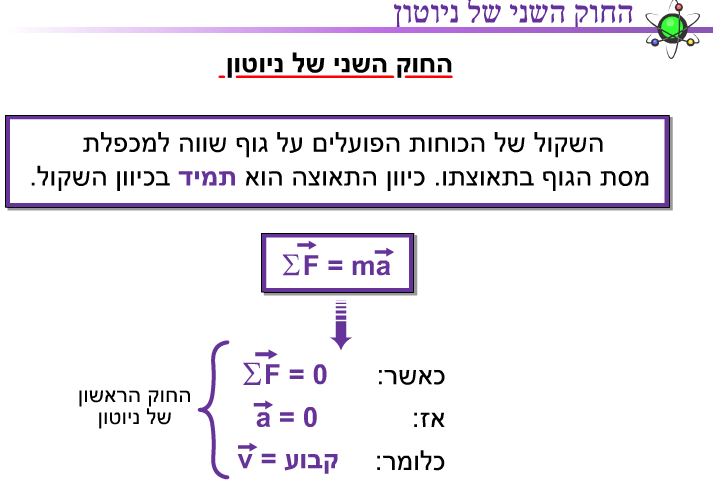 החוק השני של ניוטון
החוק השני של ניוטון
השקול של הכוחות הפועלים על גוף שווה למכפלת
מסת הגוף בתאוצתו. כיוון התאוצה הוא תמיד בכיוון השקול.
ΣF⃗ = ma⃗
כאשר: ΣF⃗ = 0
אז: a⃗ = 0
כלומר: v⃗ = קבוע
החוק הראשון
של ניוטון